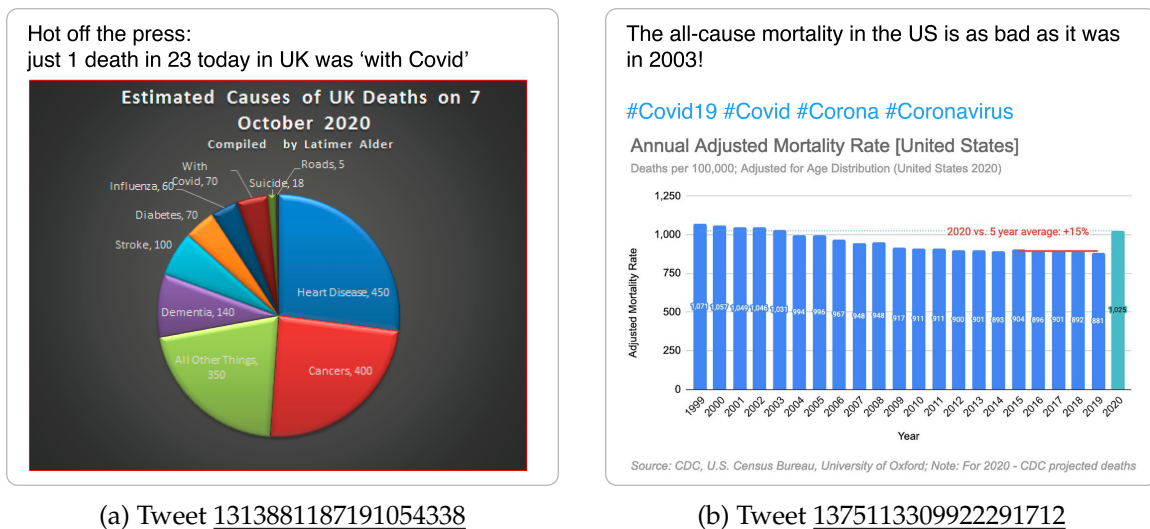 Hot off the press:
just 1 death in 23 today in UK was ‘with Covid’
Estimated Causes of UK Deaths on 7
October 2020
Compiled by Latimer Alder
With
Covid, 70
Roads, 5
Suicide, 18
Influenza, 60
Diabetes, 70
Stroke, 100
Heart Disease, 450
Dementia, 140
All Other Things,
350
Cancers, 400
(a) Tweet 1313881187191054338
The all-cause mortality in the US is as bad as it was
in 2003!
#Covid19 #Covid #Corona #Coronavirus
Annual Adjusted Mortality Rate [United States]
Deaths per 100,000; Adjusted for Age Distribution (United States 2020)
1,250
1,000
750
500
250
0
Adjusted Mortality Rate
2020 vs. 5 year average: +15%
1,071 1,057 1,049 1,046 1,031 994 996 967 948 948 917 911 911 900 901 893 904 896 901 892 881 1,025
1999 2000 2001 2002 2003 2004 2005 2006 2007 2008 2009 2010 2011 2012 2013 2014 2015 2016 2017 2018 2019 2020
Year
Source: CDC, U.S. Census Bureau, University of Oxford; Note: For 2020 - CDC projected deaths
(b) Tweet 1375113309922291712